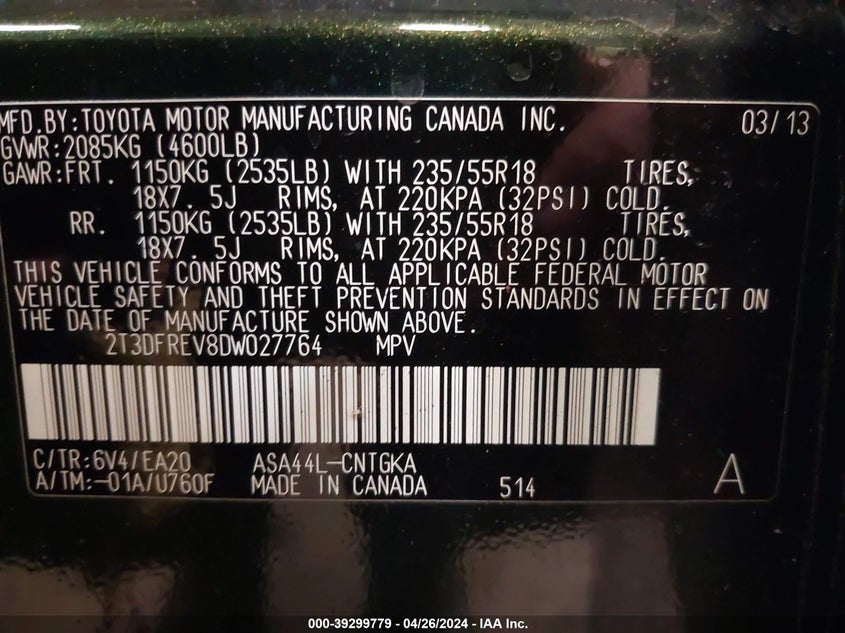 MFD.BY:TOYOTA MOTOR MANUFACTURING CANADA INC. 03/13
GVWR:2085KG (4600LB)
GAWR:FRT. 1150KG (2535LB) WITH 235/55R18 TIRES,
18X7. 5J RIMS, AT 220KPA (32PSI) COLD.
RR. 1150KG (2535LB) WITH 235/55R18 TIRES,
18X7. 5J RIMS, AT 220KPA (32PSI) COLD.
THIS VEHICLE CONFORMS TO ALL APPLICABLE FEDERAL MOTOR
VEHICLE SAFETY AND THEFT PREVENTION STANDARDS IN EFFECT ON
THE DATE OF MANUFACTURE SHOWN ABOVE.
2T3DFREV8DW027764 MPV
C/TR:6V4/EA20 ASA44L-CNTGKA
A/TM:-01A/U760F MADE IN CANADA 514 A
000-39299779 - 04/26/2024 - IAA Inc.